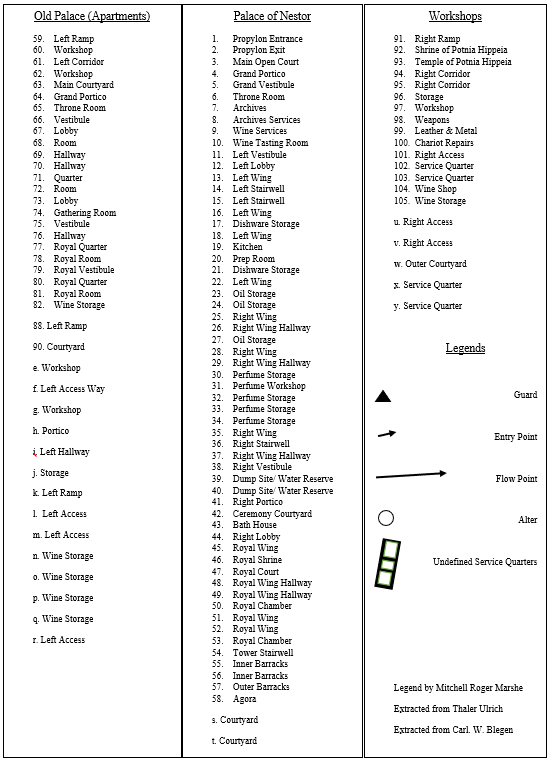 Old Palace (Apartments)
59. Left Ramp
60. Workshop
61. Left Corridor
62. Workshop
63. Main Courtyard
64. Grand Portico
65. Throne Room
66. Vestibule
67. Lobby
68. Room
69. Hallway
70. Hallway
71. Quarter
72. Room
73. Lobby
74. Gathering Room
75. Vestibule
76. Hallway
77. Royal Quarter
78. Royal Room
79. Royal Vestibule
80. Royal Quarter
81. Royal Room
82. Wine Storage
88. Left Ramp
90. Courtyard
e. Workshop
f. Left Access Way
g. Workshop
h. Portico
i, Left Hallway
j. Storage
k. Left Ramp
l. Left Access
m. Left Access
n. Wine Storage
o. Wine Storage
p. Wine Storage
q. Wine Storage
r. Left Access
Palace of Nestor
1. Propylon Entrance
2. Propylon Exit
3. Main Open Court
4. Grand Portico
5. Grand Vestibule
6. Throne Room
7. Archives
8. Archives Services
9. Wine Services
10. Wine Tasting Room
11. Left Vestibule
12. Left Lobby
13. Left Wing
14. Left Stairwell
15. Left Stairwell
16. Left Wing
17. Dishware Storage
18. Left Wing
19. Kitchen
20. Prep Room
21. Dishware Storage
22. Left Wing
23. Oil Storage
24. Oil Storage
25. Right Wing
26. Right Wing Hallway
27. Oil Storage
28. Right Wing
29. Right Wing Hallway
30. Perfume Storage
31. Perfume Workshop
32. Perfume Storage
33. Perfume Storage
34. Perfume Storage
35. Right Wing
36. Right Stairwell
37. Right Wing Hallway
38. Right Vestibule
39. Dump Site/ Water Reserve
40. Dump Site/ Water Reserve
41. Right Portico
42. Ceremony Courtyard
43. Bath House
44. Right Lobby
45. Royal Wing
46. Royal Shrine
47. Royal Court
48. Royal Wing Hallway
49. Royal Wing Hallway
50. Royal Chamber
51. Royal Wing
52. Royal Wing
53. Royal Chamber
54. Tower Stairwell
55. Inner Barracks
56. Inner Barracks
57. Outer Barracks
58. Agora
s. Courtyard
t. Courtyard
Workshops
91. Right Ramp
92. Shrine of Potnia Hippeia
93. Temple of Potnia Hippeia
94. Right Corridor
95. Right Corridor
96. Storage
97. Workshop
98. Weapons
99. Leather & Metal
100. Chariot Repairs
101. Right Access
102. Service Quarter
103. Service Quarter
104. Wine Shop
105. Wine Storage
u. Right Access
v. Right Access
w. Outer Courtyard
x. Service Quarter
y. Service Quarter
Legends
Guard
Entry Point
Flow Point
Alter
Undefined Service Quarters
Legend by Mitchell Roger Marshe
Extracted from Thaler Ulrich
Extracted from Carl. W. Blegen